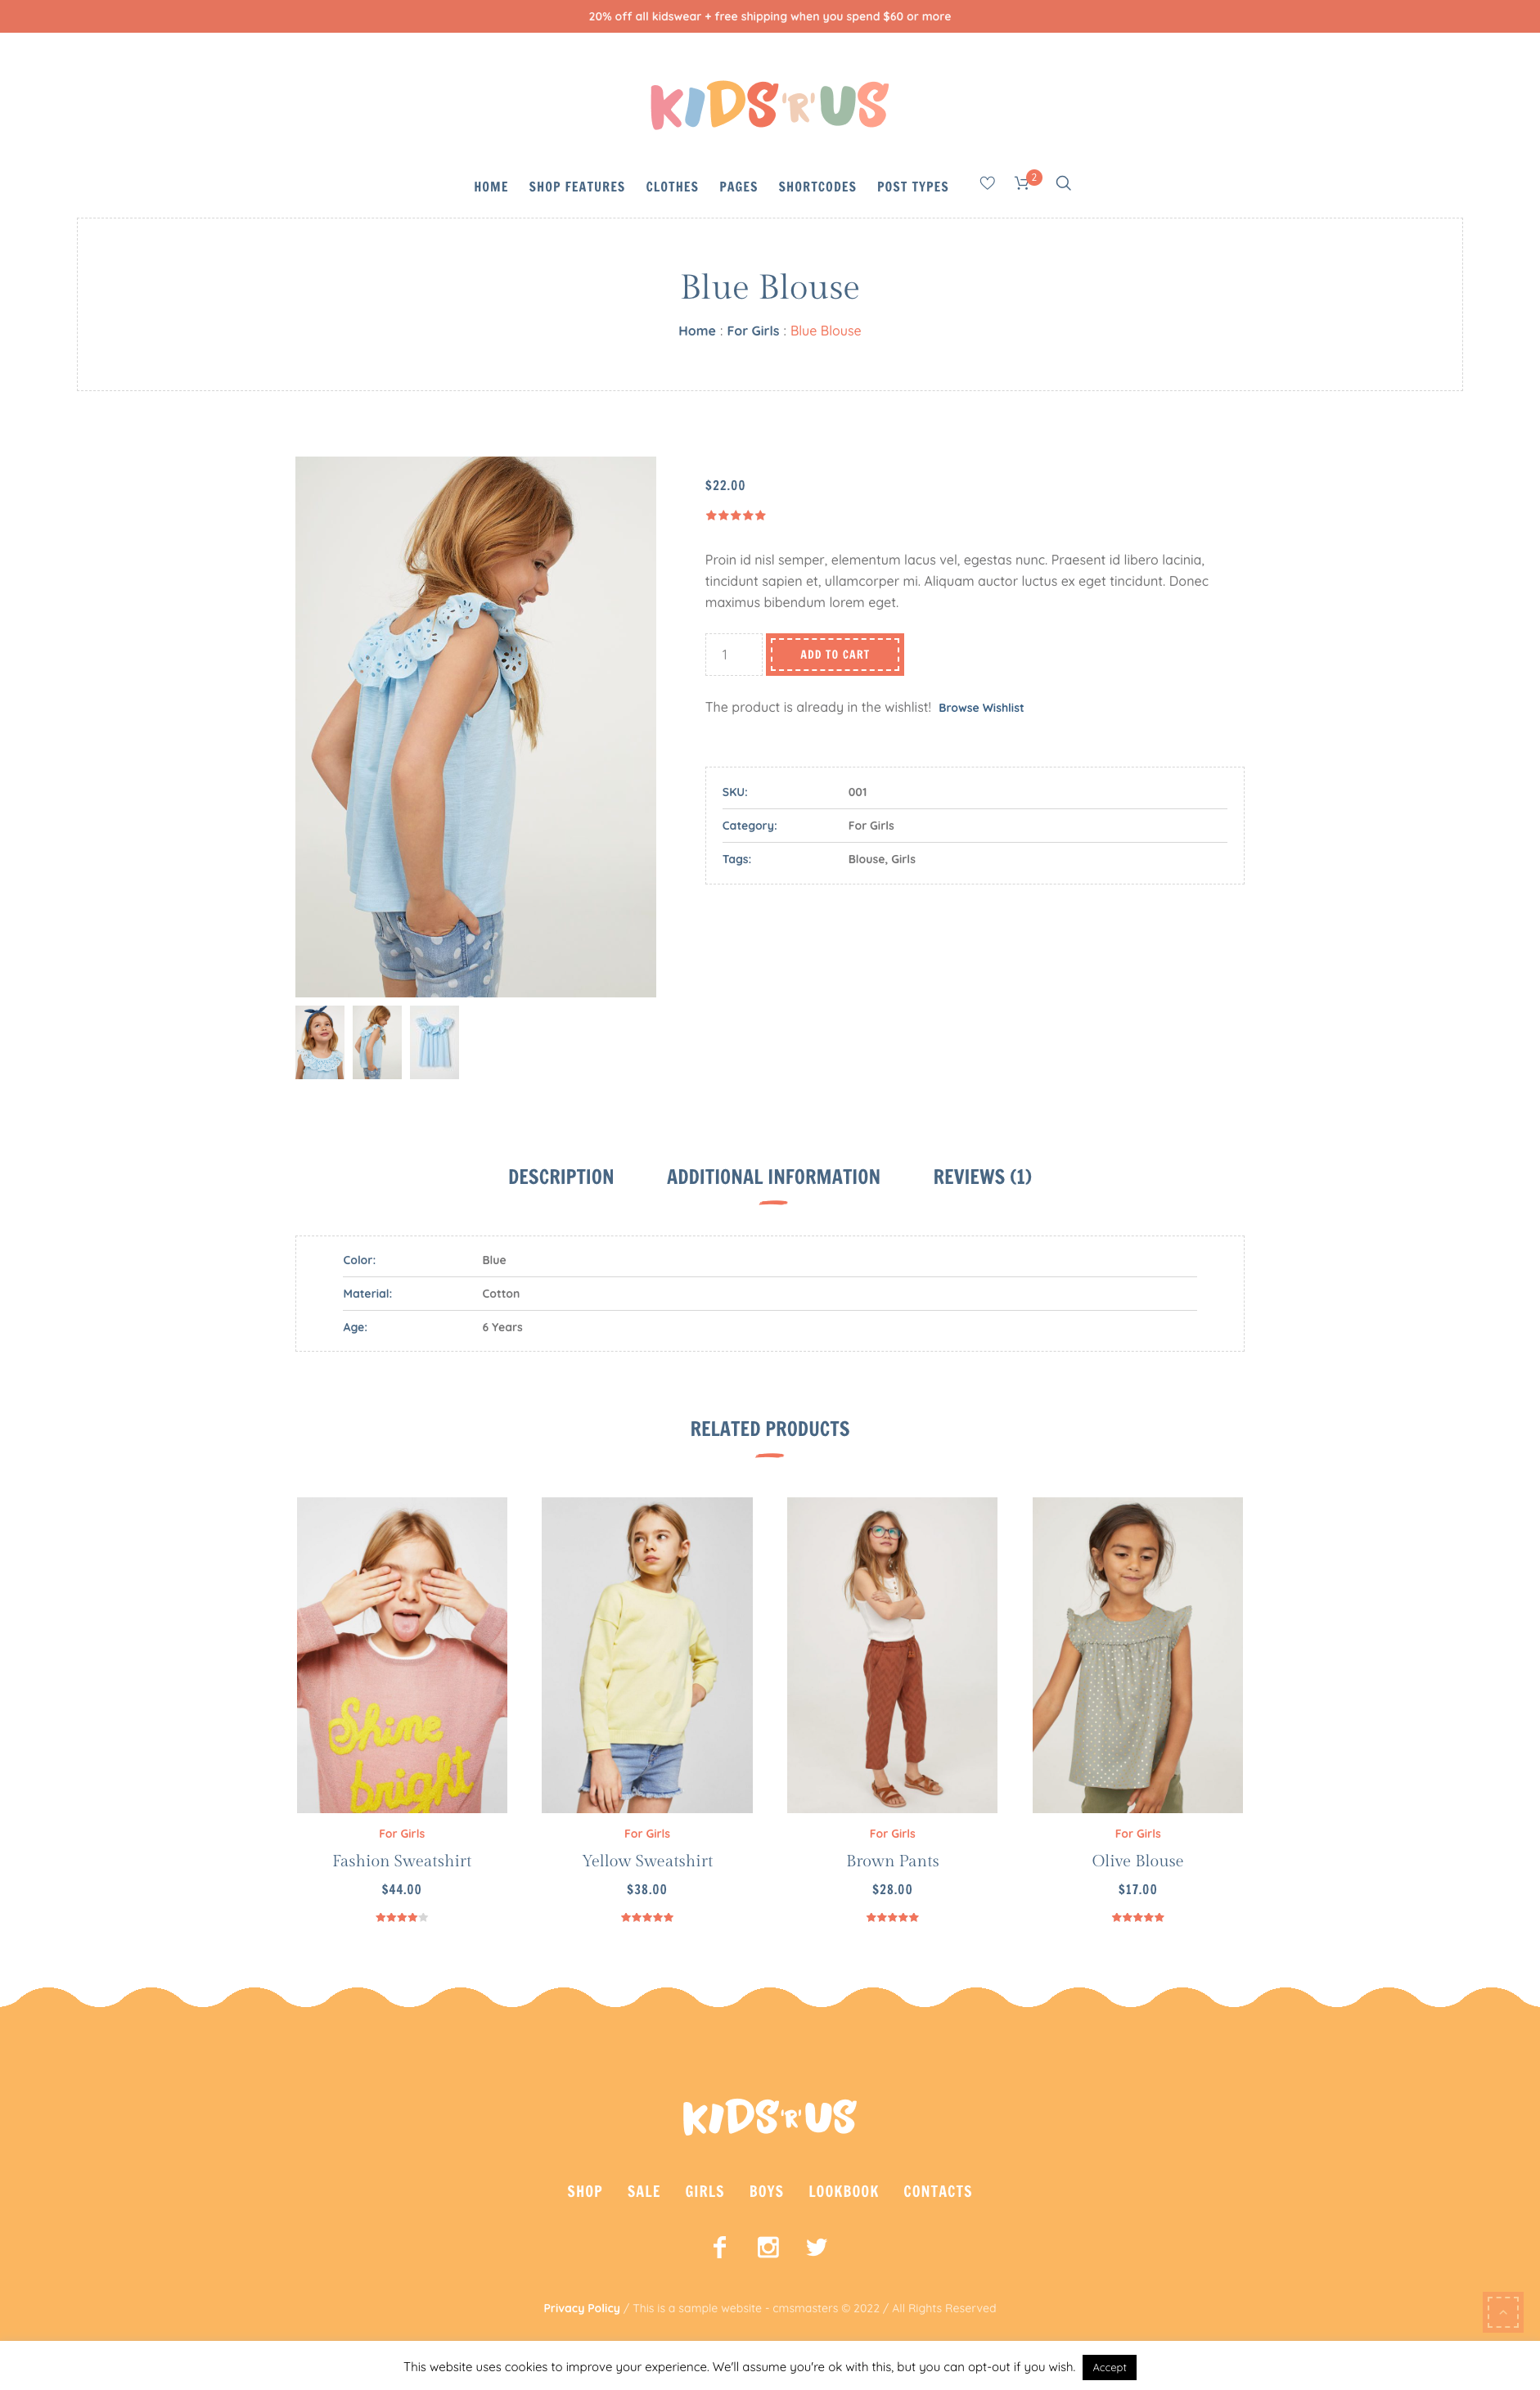 20% off all kidswear + free shipping when you spend $60 or more
KIDS 'R' US
HOME SHOP FEATURES CLOTHES PAGES SHORTCODES POST TYPES 2
Blue Blouse
Home : For Girls : Blue Blouse
$22.00
Proin id nisl semper, elementum lacus vel, egestas nunc. Praesent id libero lacinia,
tincidunt sapien et, ullamcorper mi. Aliquam auctor luctus ex eget tincidunt. Donec
maximus bibendum lorem eget.
1 ADD TO CART
The product is already in the wishlist! Browse Wishlist
SKU: 001
Category: For Girls
Tags: Blouse, Girls
DESCRIPTION ADDITIONAL INFORMATION REVIEWS (1)
Color: Blue
Material: Cotton
Age: 6 Years
RELATED PRODUCTS
Shine
bright
For Girls For Girls For Girls For Girls
Fashion Sweatshirt Yellow Sweatshirt Brown Pants Olive Blouse
$44.00 $38.00 $28.00 $17.00
KIDS 'R' US
SHOP SALE GIRLS BOYS LOOKBOOK CONTACTS
Privacy Policy / This is a sample website - cmsmasters © 2022 / All Rights Reserved
This website uses cookies to improve your experience. We'll assume you're ok with this, but you can opt-out if you wish. Accept